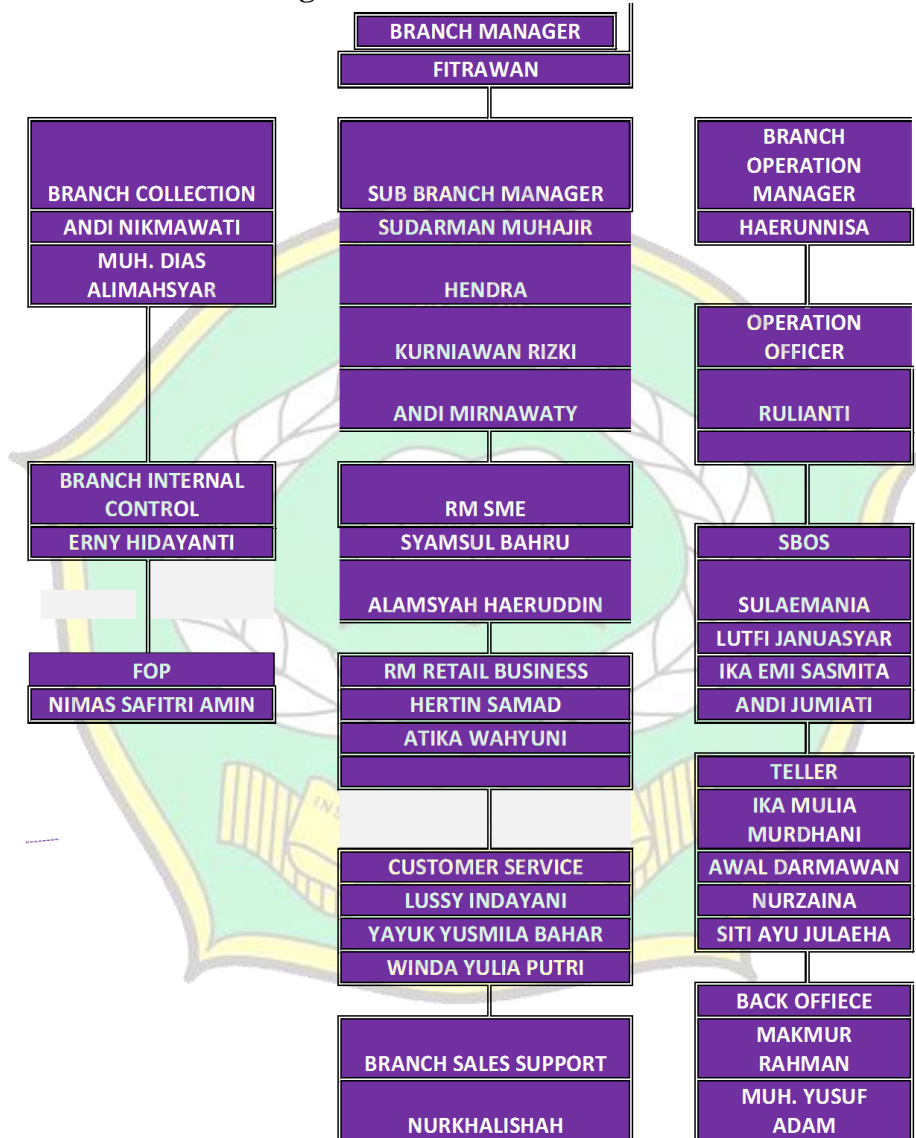 BRANCH MANAGER
FITRAWAN
BRANCH COLLECTION
ANDI NIKMAWATI
MUH. DIAS
ALIMAHSYAR
BRANCH INTERNAL
CONTROL
ERNY HIDAYANTI
FOP
NIMAS SAFITRI AMIN
SUB BRANCH MANAGER
SUDARMAN MUHAJIR
HENDRA
KURNIAWAN RIZKI
ANDI MIRNAWATY
RM SME
SYAMSUL BAHRU
ALAMSYAH HAERUDDIN
RM RETAIL BUSINESS
HERTIN SAMAD
ATIKA WAHYUNI
INS
CUSTOMER SERVICE
LUSSY INDAYANI
YAYUK YUSMILA BAHAR
WINDA YULIA PUTRI
BRANCH SALES SUPPORT
NURKHALISHAH
BRANCH
OPERATION
MANAGER
HAERUNNISA
OPERATION
OFFICER
RULIANTI
SBOS
SULAEMANIA
LUTFI JANUASYAR
IKA EMI SASMITA
ANDI JUMIATI
TELLER
IKA MULIA
MURDHANI
AWAL DARMAWAN
NURZAINA
SITI AYU JULAEHA
BACK OFFIECE
MAKMUR
RAHMAN
MUH. YUSUF
ADAM